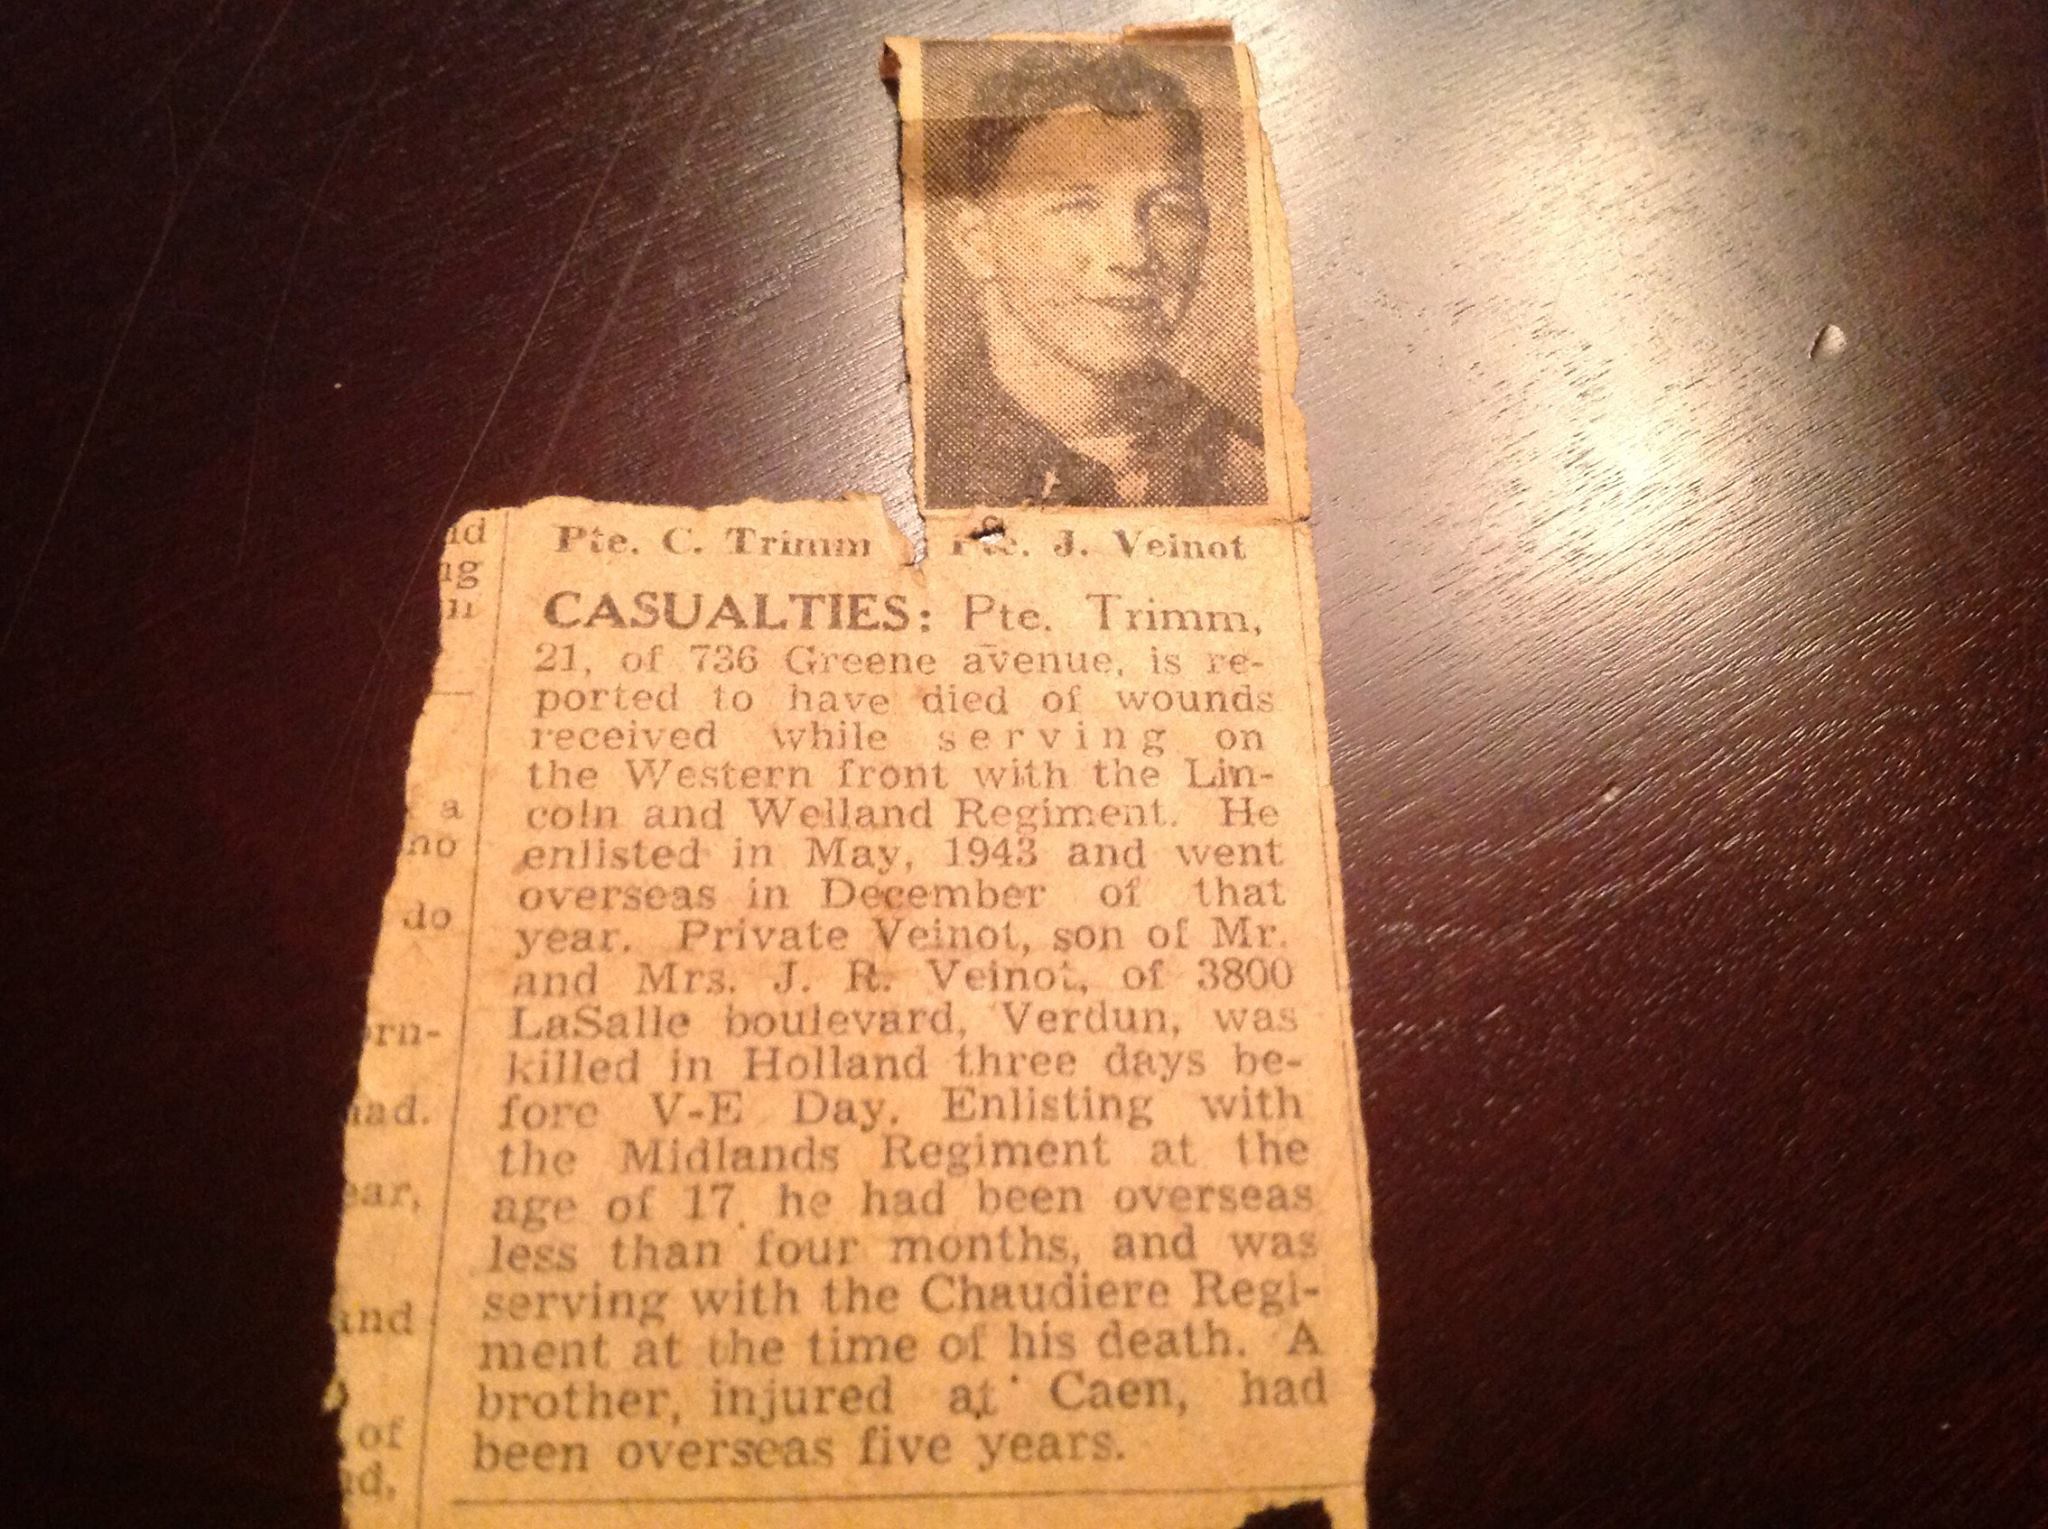 Pte. C. Trimm Pte. J. Veinot
CASUALTIES: Pte. Trimm,
21, of 736 Greene avenue, is re-
ported to have died of wounds
received while serving on
the Western front with the Lin-
coln and Welland Regiment. He
enlisted in May, 1943 and went
overseas in December of that
year. Private Veinot, son of Mr.
and Mrs. J. R. Veinot, of 3800
LaSalle boulevard, Verdun, was
killed in Holland three days be-
fore V-E Day. Enlisting with
the Midlands Regiment at the
age of 17, he had been overseas
less than four months, and was
serving with the Chaudiere Regi-
ment at the time of his death. A
brother, injured at Caen, had
been overseas five years.
a
no
do
of